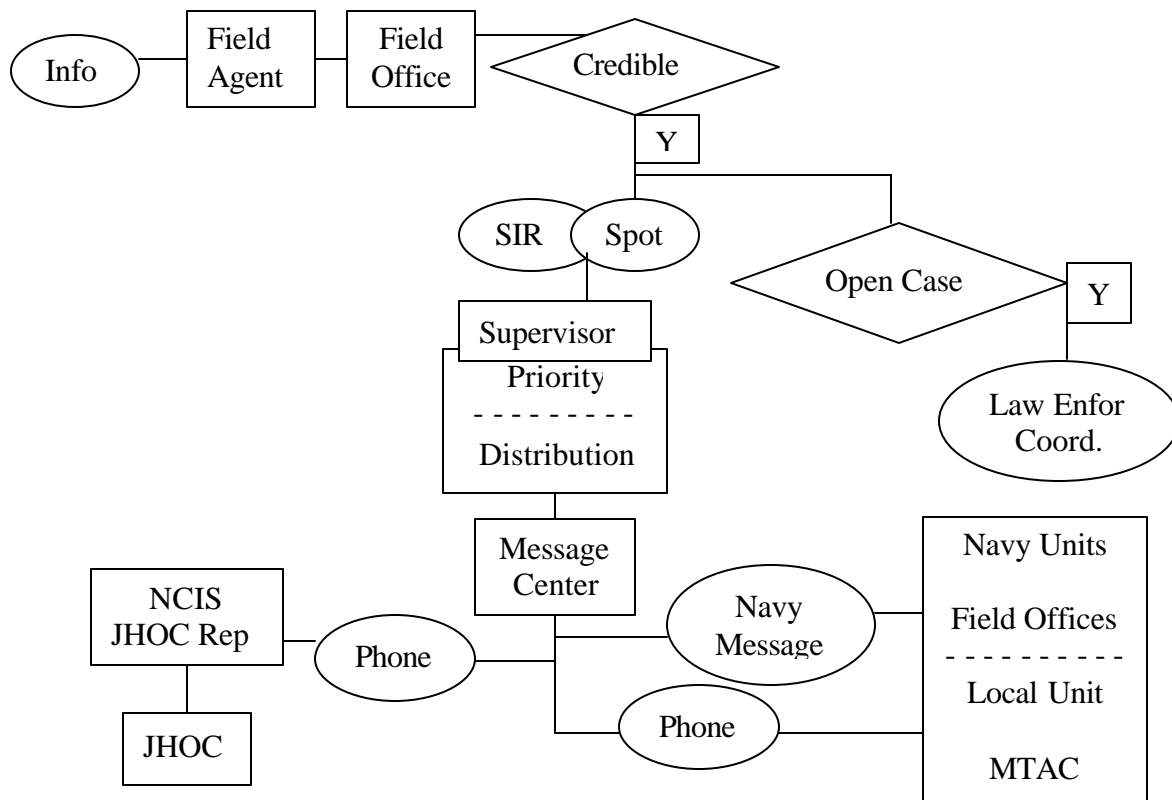 Info
Field
Agent
Field
Office
Credible
Y
SIR
Spot
Open Case
Y
Supervisor
Priority
- - - - - - - - -
Distribution
Law Enfor
Coord.
Message
Center
NCIS
JHOC Rep
Phone
Navy
Message
Phone
JHOC
Navy Units
Field Offices
- - - - - - - - - -
Local Unit
MTAC